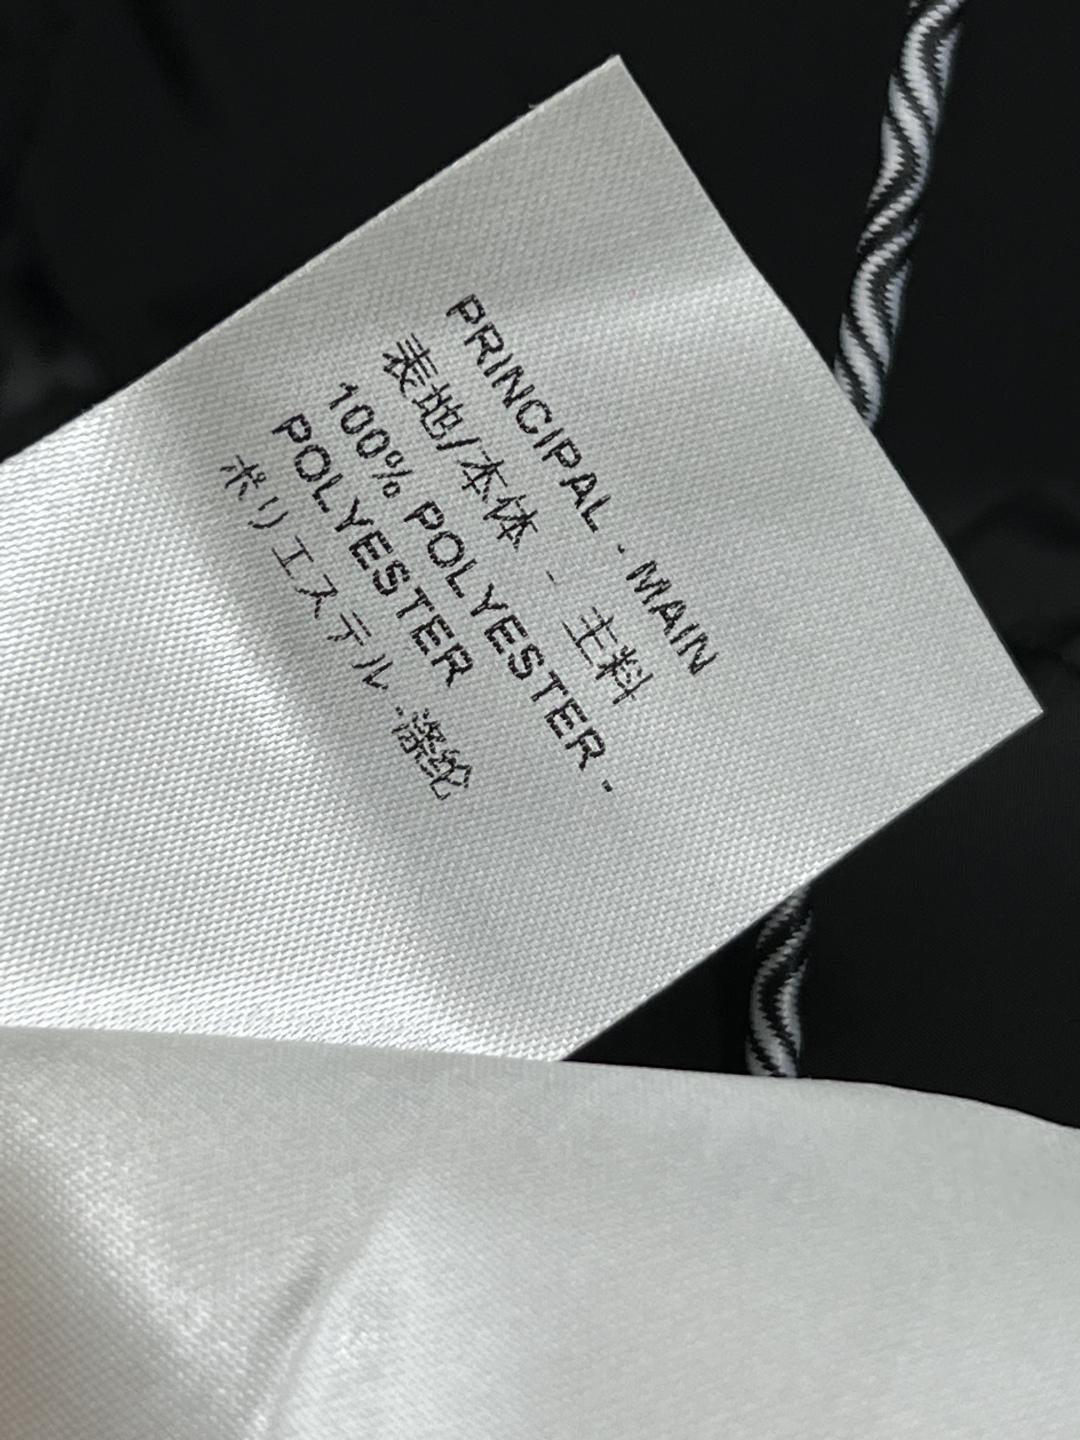 PRINCIPAL - MAIN
表地/本体 - 主料
100% POLYESTER -
POLYESTER
ポリエステル -涤纶